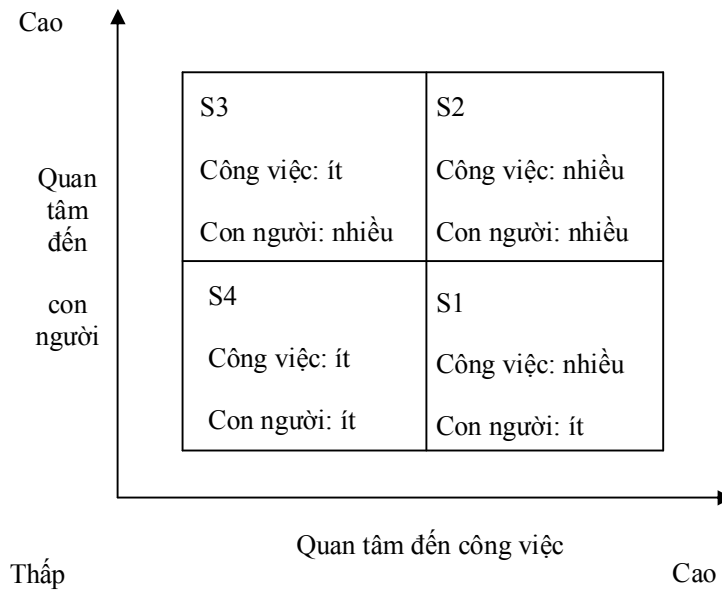 Cao
S3
Công việc: ít
Con người: nhiều
S2
Công việc: nhiều
Con người: nhiều
Quan
tâm
đến
con
người
S4
Công việc: ít
Con người: ít
S1
Công việc: nhiều
Con người: ít
Quan tâm đến công việc
Thấp
Cao